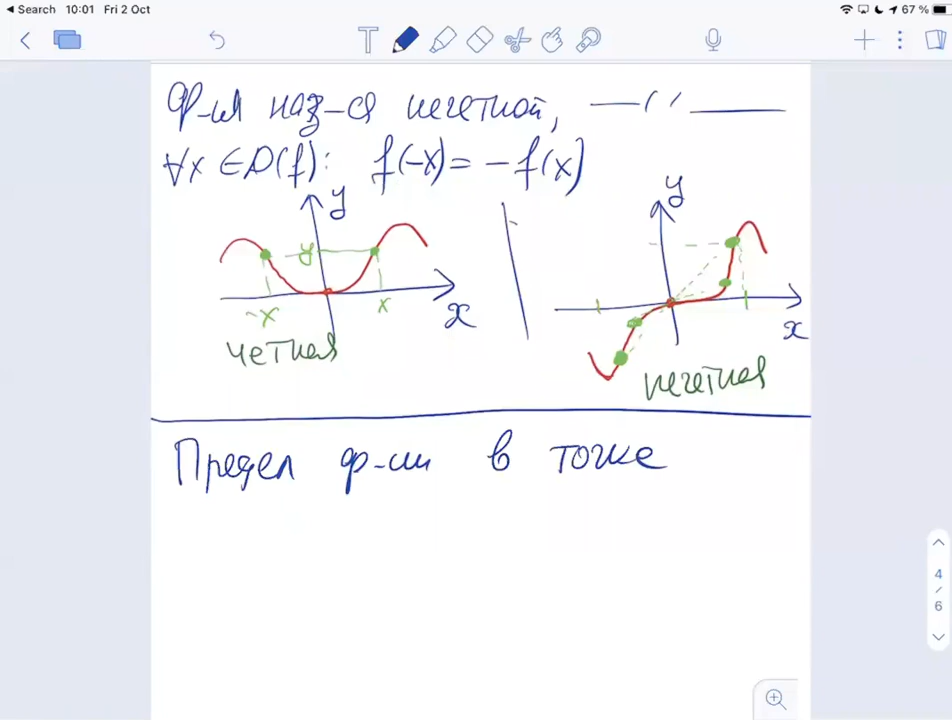 Search 10:01 Fri 2 Oct 67 %
T
Ф-ия наз-ся нечетной, —— // ——
∀x ∈ D(f): f(-x) = -f(x)
y
y
y
-x
x
x
x
четная
нечетная
Предел ф-ии в точке
4
/
6